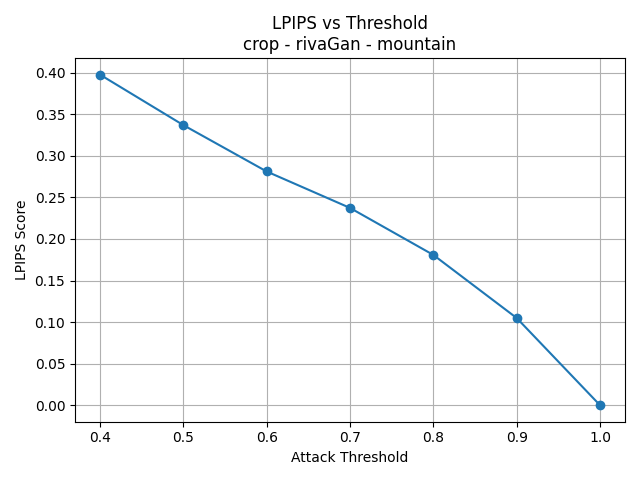 LPIPS vs Threshold
crop - rivaGan - mountain
0.40
0.35
0.30
0.25
0.20
0.15
0.10
0.05
0.00
LPIPS Score
0.4 0.5 0.6 0.7 0.8 0.9 1.0
Attack Threshold